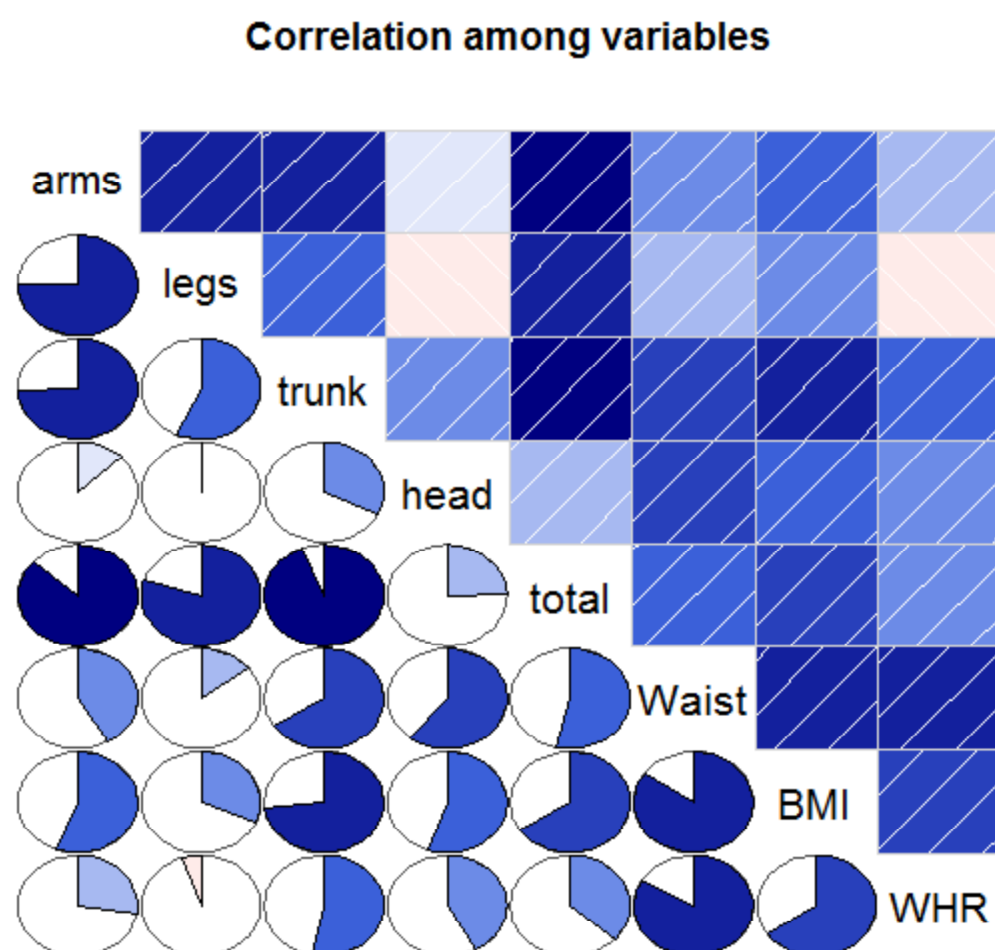 Correlation among variables
arms
legs
trunk
head
total
Waist
BMI
WHR